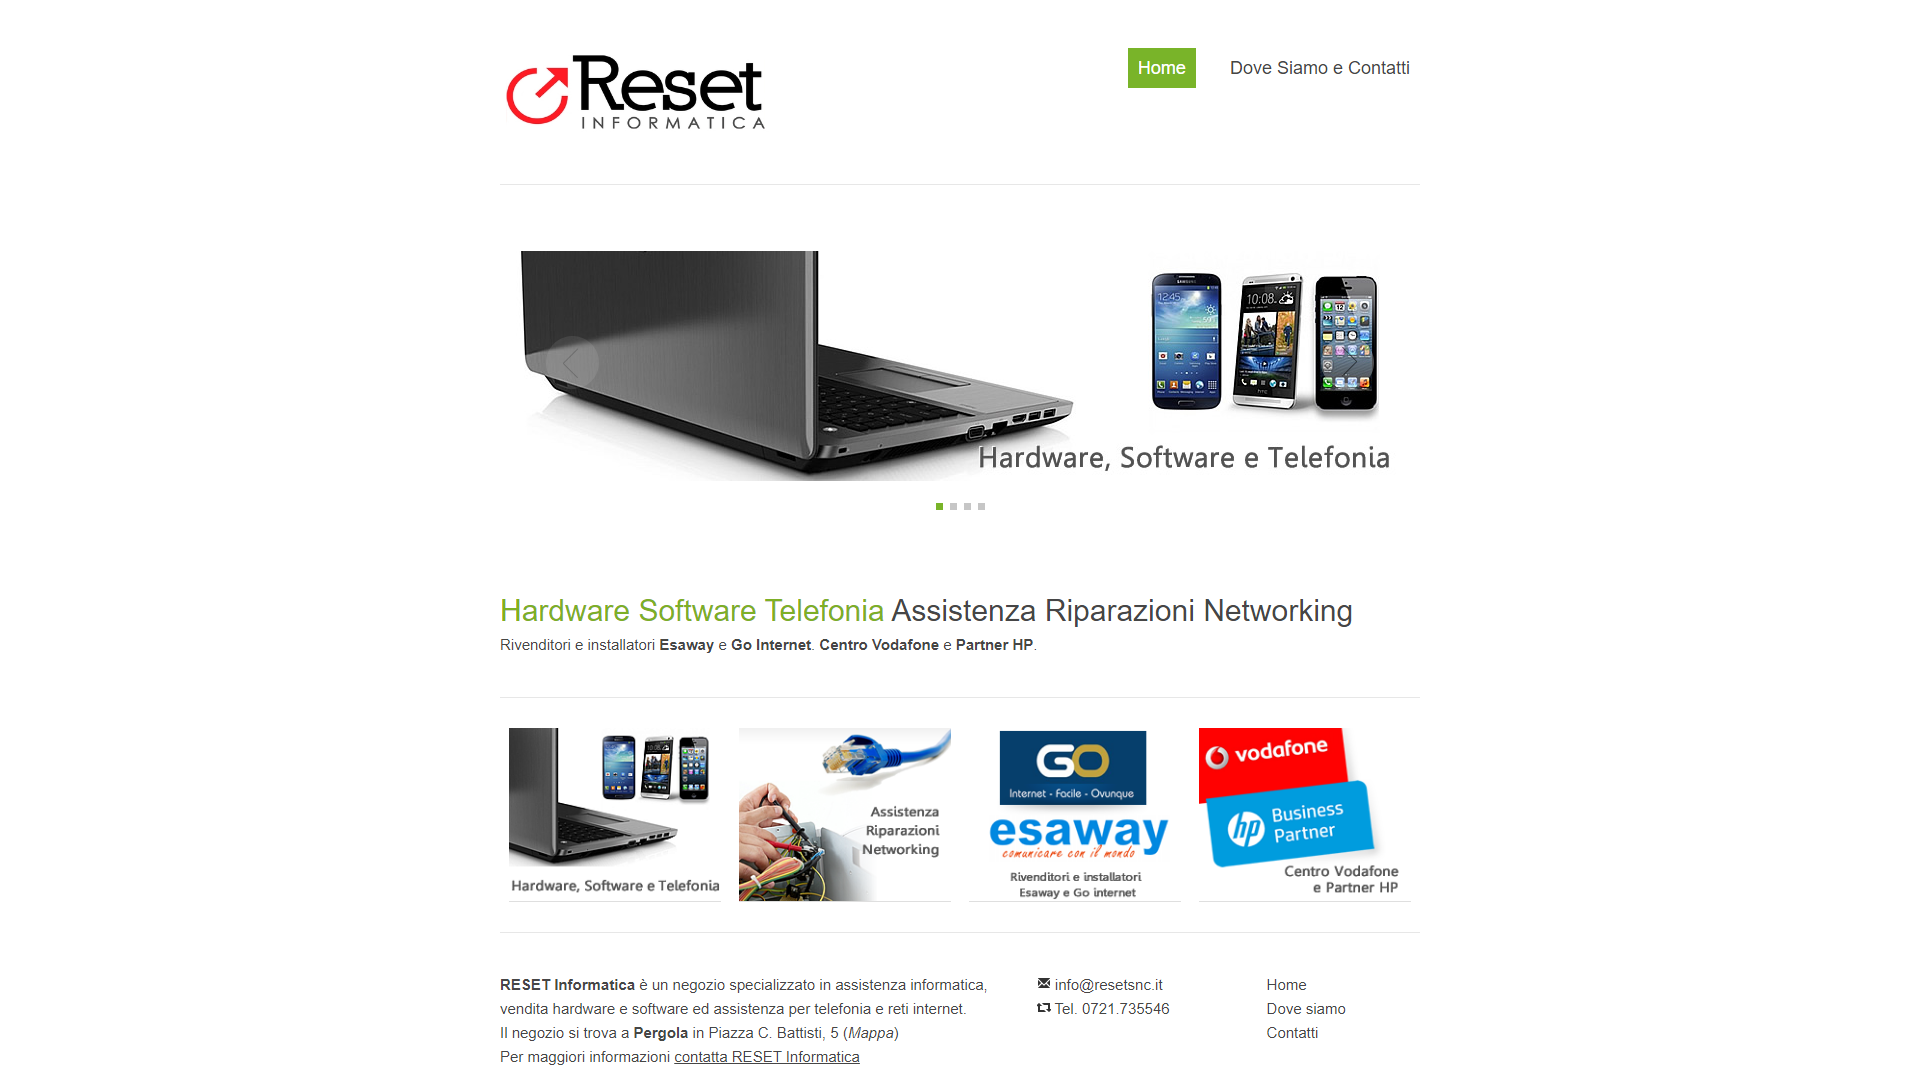 Reset
INFORMATICA
Home
Dove Siamo e Contatti
Hardware, Software e Telefonia
Hardware Software Telefonia Assistenza Riparazioni Networking
Rivenditori e installatori Esaway e Go Internet. Centro Vodafone e Partner HP.
Hardware, Software e Telefonia
Assistenza
Riparazioni
Networking
GO
Internet - Facile - Ovunque
esaway
comunicare con il mondo
Rivenditori e installatori
Esaway e Go internet
vodafone
hp
Business
Partner
Centro Vodafone
e Partner HP
RESET Informatica è un negozio specializzato in assistenza informatica,
vendita hardware e software ed assistenza per telefonia e reti internet.
Il negozio si trova a Pergola in Piazza C. Battisti, 5 (Mappa)
Per maggiori informazioni contatta RESET Informatica
info@resetsnc.it
Tel. 0721.735546
Home
Dove siamo
Contatti